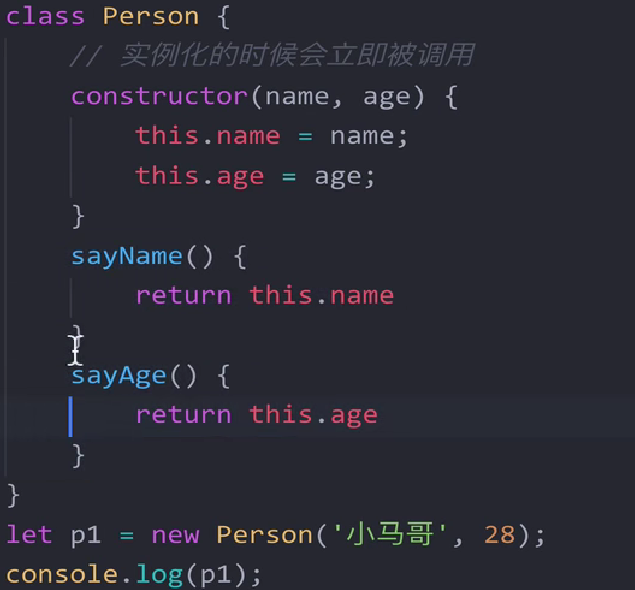 class Person {
    // 实例化的时候会立即被调用
    constructor(name, age) {
        this.name = name;
        this.age = age;
    }
    sayName() {
        return this.name
    }
    sayAge() {
        return this.age
    }
}
let p1 = new Person('小马哥', 28);
console.log(p1);